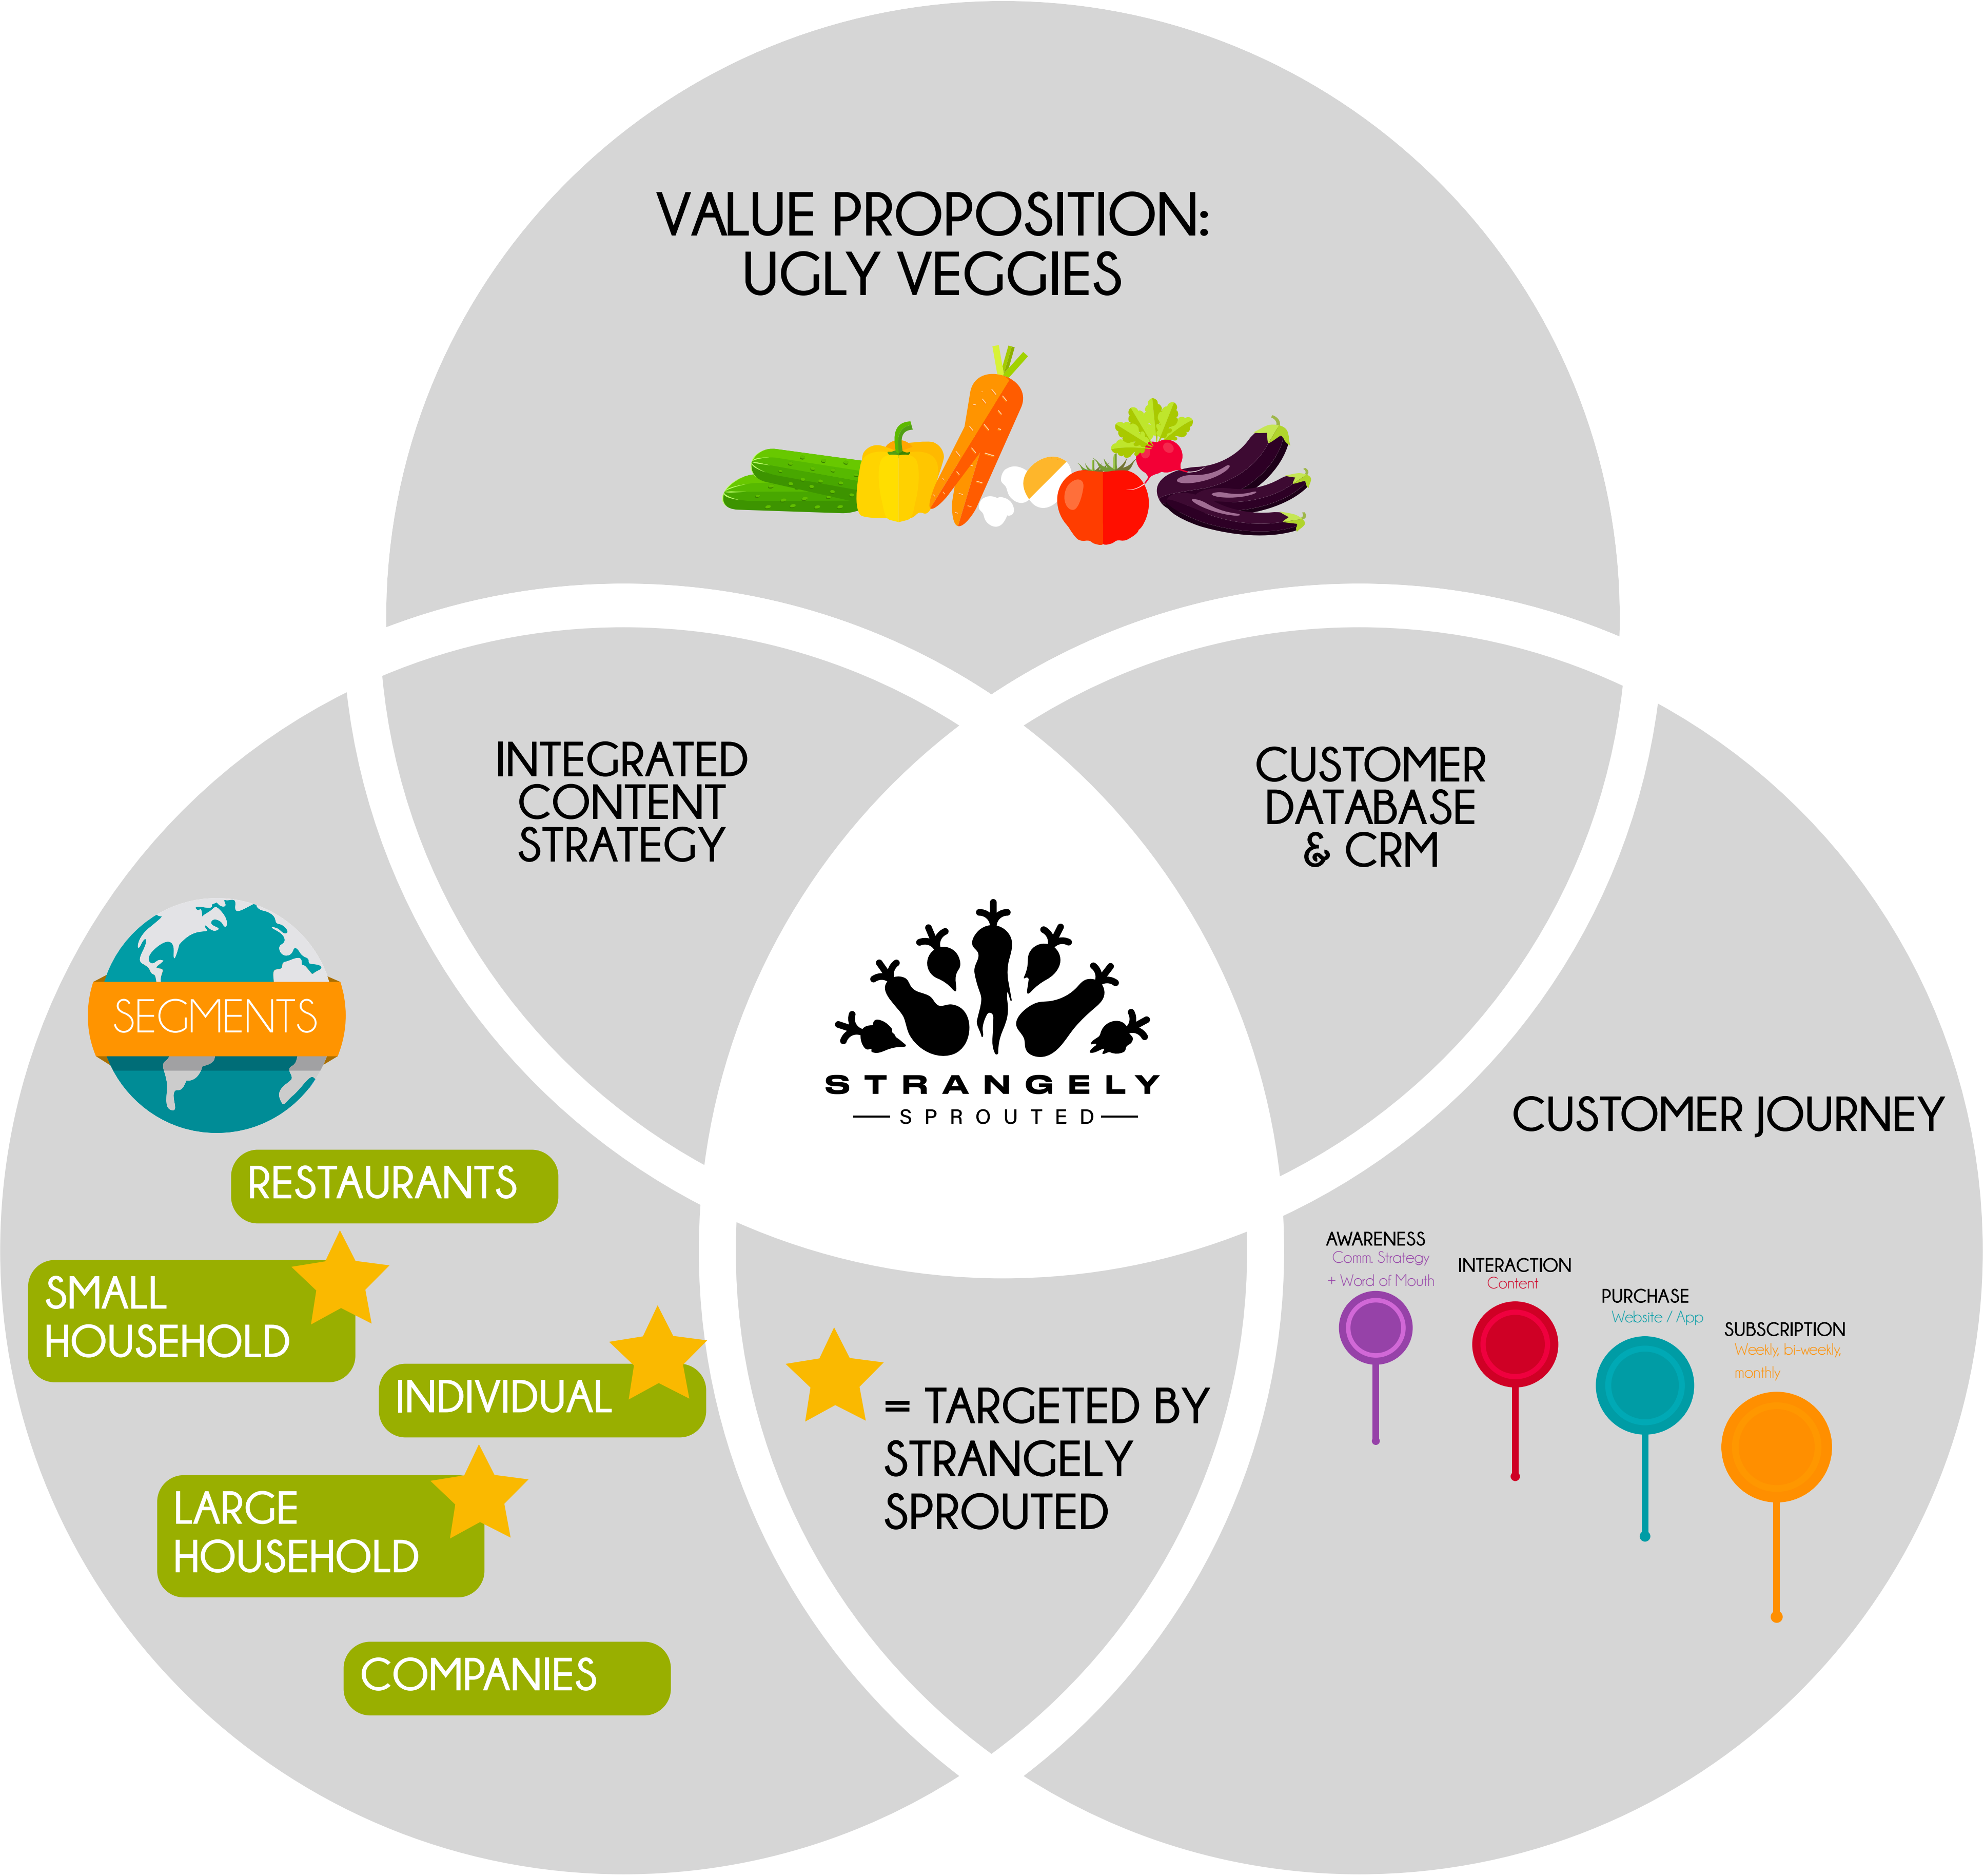 VALUE PROPOSITION:
UGLY VEGGIES
INTEGRATED
CONTENT
STRATEGY
CUSTOMER
DATABASE
& CRM
SEGMENTS
RESTAURANTS
SMALL
HOUSEHOLD
INDIVIDUAL
LARGE
HOUSEHOLD
COMPANIES
STRANGELY
SPROUTED
= TARGETED BY
STRANGELY
SPROUTED
CUSTOMER JOURNEY
AWARENESS
Comm. Strategy
+ Word of Mouth
INTERACTION
Content
PURCHASE
Website / App
SUBSCRIPTION
Weekly, bi-weekly,
monthly